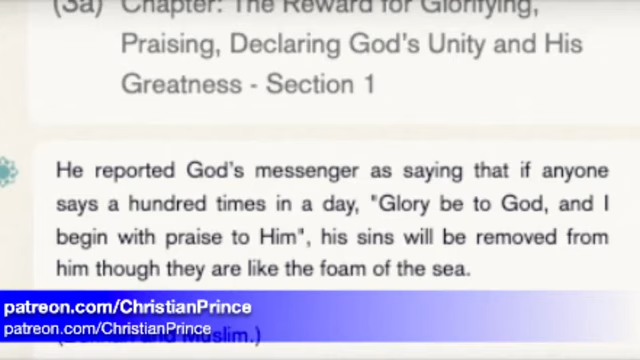 (3a) Chapter: The Reward for Glorifying,
Praising, Declaring God's Unity and His
Greatness - Section 1
He reported God's messenger as saying that if anyone
says a hundred times in a day, "Glory be to God, and I
begin with praise to Him", his sins will be removed from
him though they are like the foam of the sea.
patreon.com/ChristianPrince
patreon.com/ChristianPrince
and Muslim.)